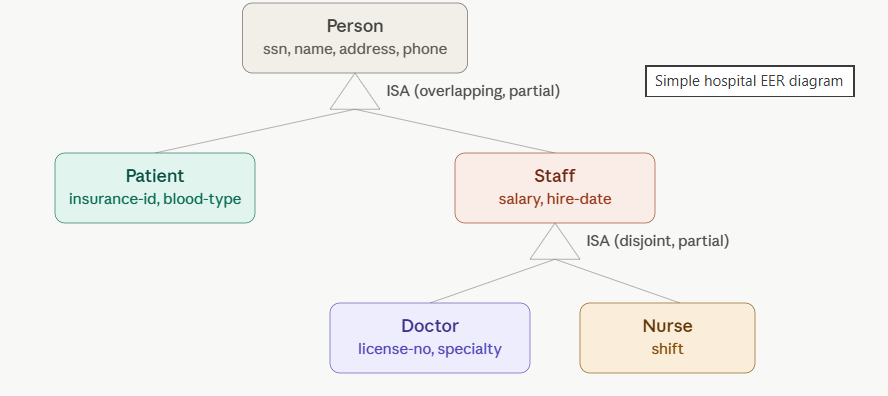 Person
ssn, name, address, phone
Simple hospital EER diagram
ISA (overlapping, partial)
Patient
insurance-id, blood-type
Staff
salary, hire-date
ISA (disjoint, partial)
Doctor
license-no, specialty
Nurse
shift